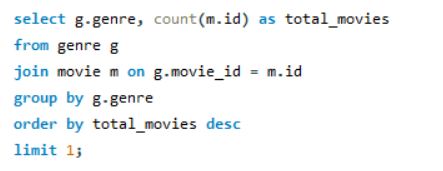 select g.genre, count(m.id) as total_movies
from genre g
join movie m on g.movie_id = m.id
group by g.genre
order by total_movies desc
limit 1;